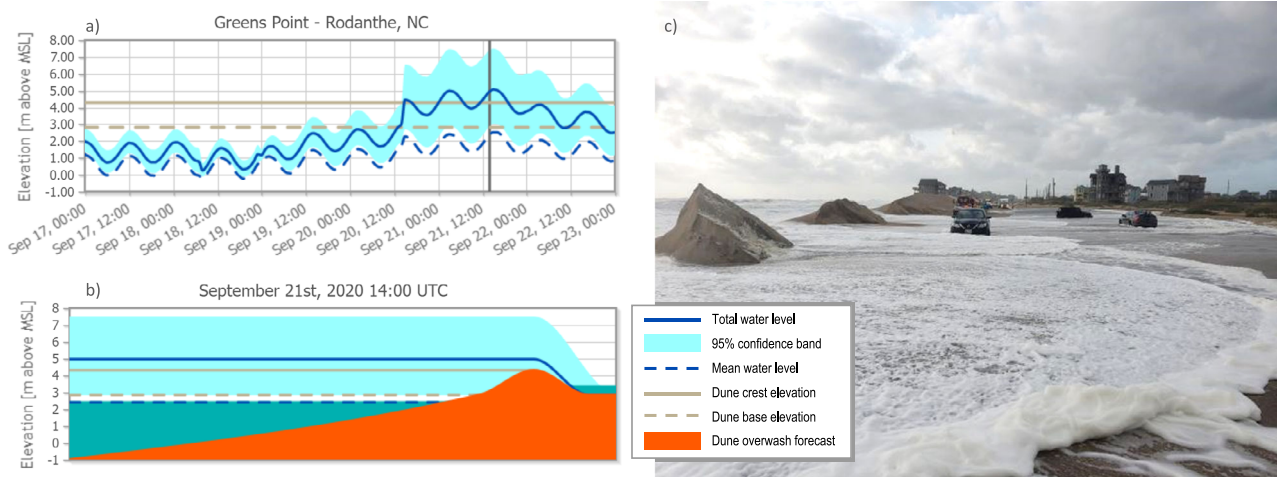 a)
Greens Point - Rodanthe, NC
c)
Elevation [m above MSL]
8.00
7.00
6.00
5.00
4.00
3.00
2.00
1.00
0.00
-1.00
Sep 17, 00:00
Sep 17, 12:00
Sep 18, 00:00
Sep 18, 12:00
Sep 19, 00:00
Sep 19, 12:00
Sep 20, 00:00
Sep 20, 12:00
Sep 21, 00:00
Sep 21, 12:00
Sep 22, 00:00
Sep 22, 12:00
Sep 23, 00:00
b)
September 21st, 2020 14:00 UTC
Elevation [m above MSL]
8
7
6
5
4
3
2
1
0
-1
Total water level
95% confidence band
Mean water level
Dune crest elevation
Dune base elevation
Dune overwash forecast